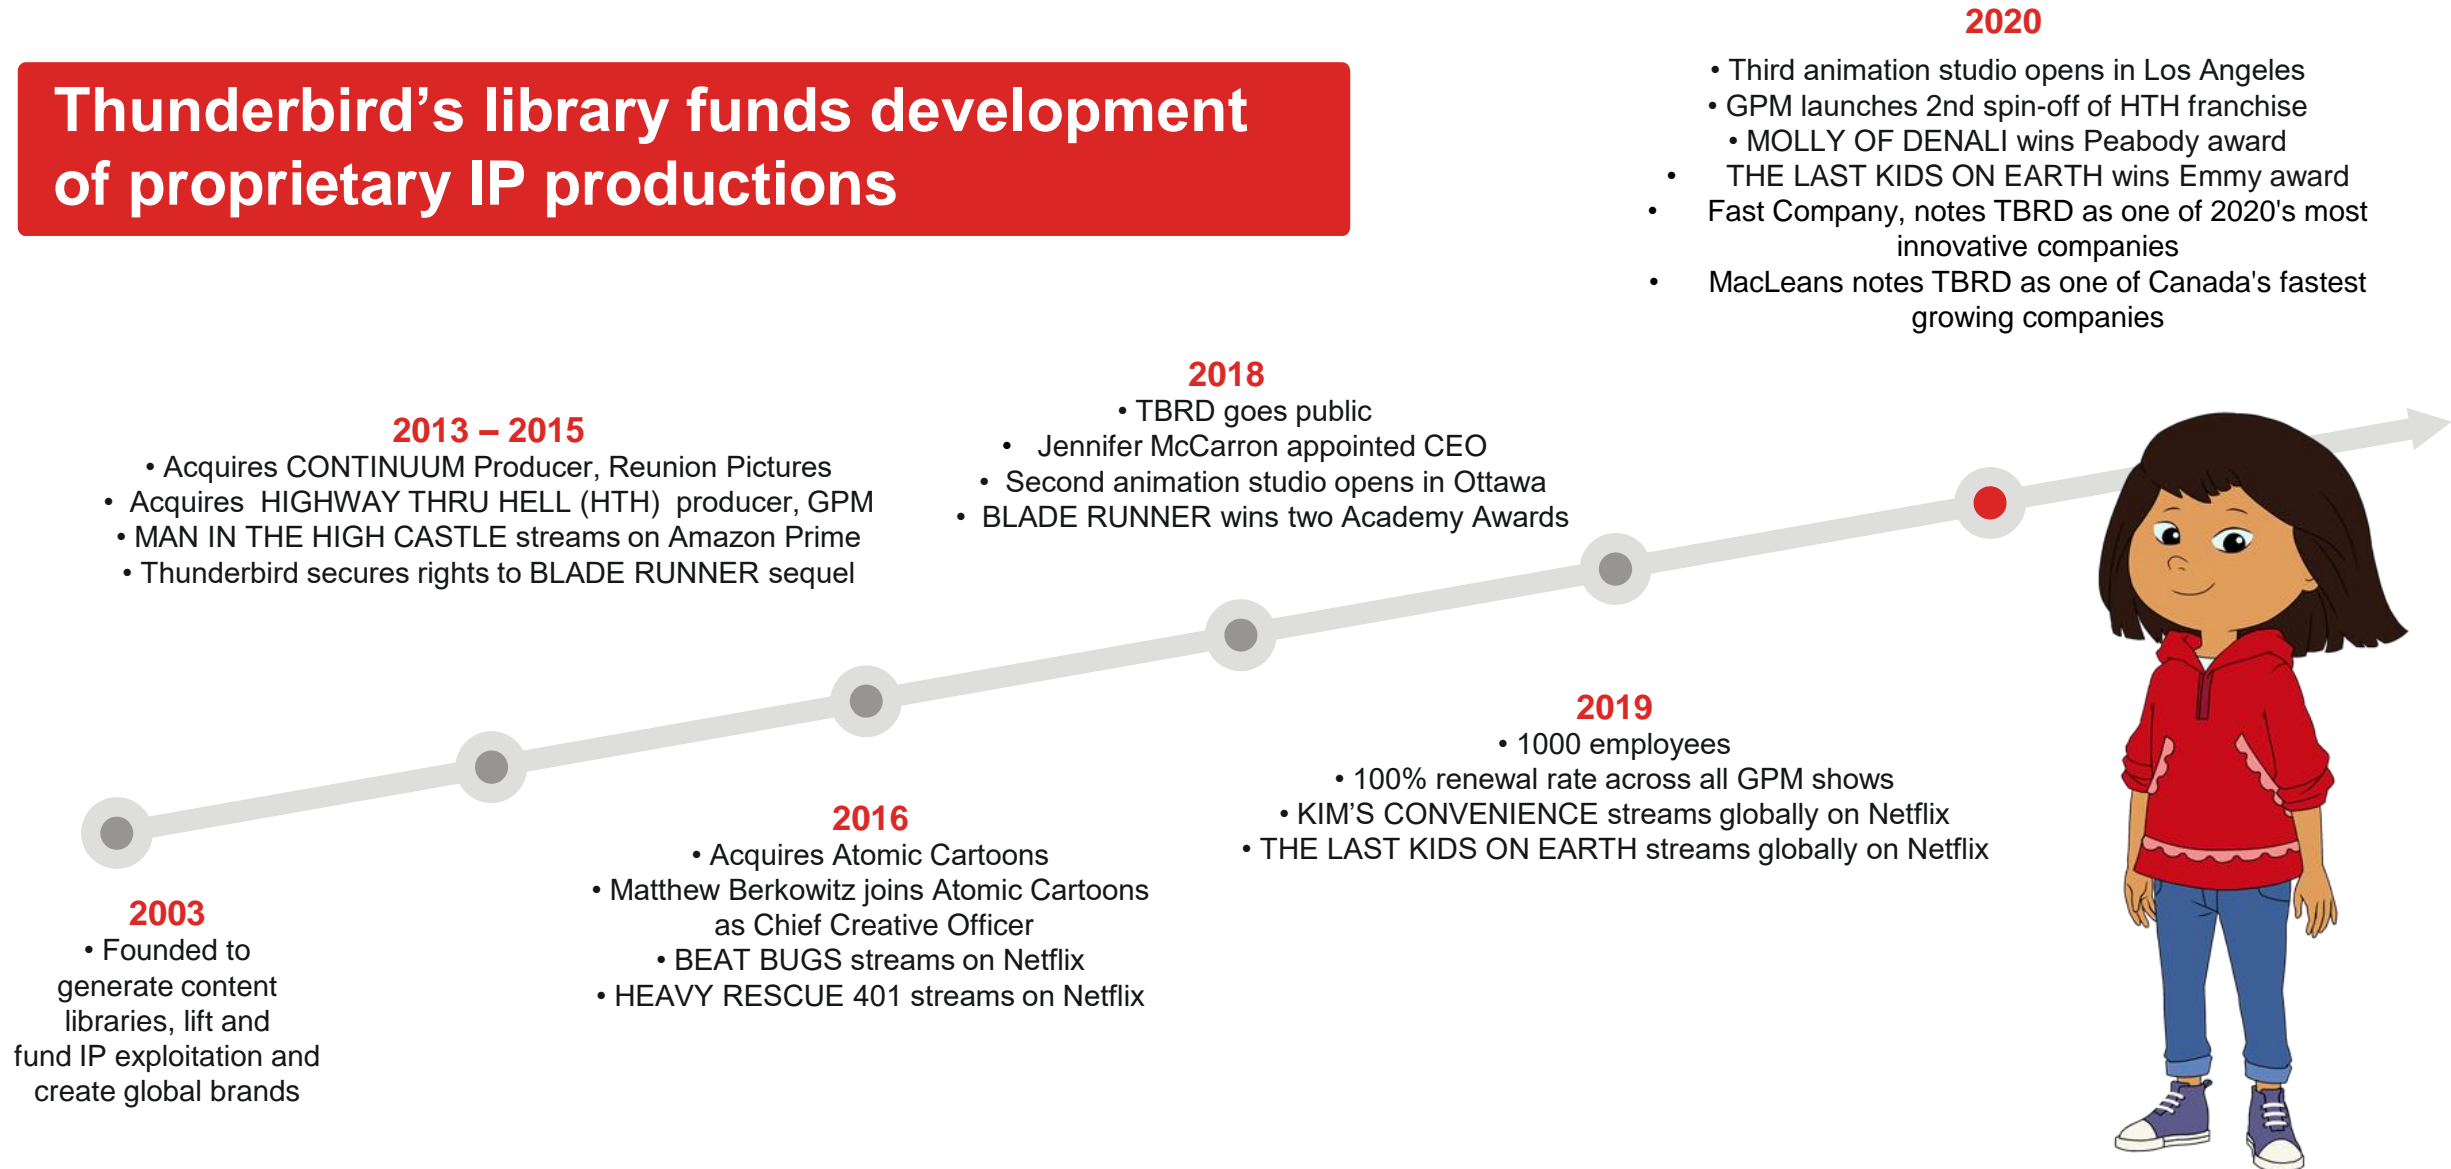 Thunderbird’s library funds development
of proprietary IP productions
2003
• Founded to
generate content
libraries, lift and
fund IP exploitation and
create global brands
2013 – 2015
• Acquires CONTINUUM Producer, Reunion Pictures
• Acquires HIGHWAY THRU HELL (HTH) producer, GPM
• MAN IN THE HIGH CASTLE streams on Amazon Prime
• Thunderbird secures rights to BLADE RUNNER sequel
2016
• Acquires Atomic Cartoons
• Matthew Berkowitz joins Atomic Cartoons
as Chief Creative Officer
• BEAT BUGS streams on Netflix
• HEAVY RESCUE 401 streams on Netflix
2018
• TBRD goes public
• Jennifer McCarron appointed CEO
• Second animation studio opens in Ottawa
• BLADE RUNNER wins two Academy Awards
2019
• 1000 employees
• 100% renewal rate across all GPM shows
• KIM’S CONVENIENCE streams globally on Netflix
• THE LAST KIDS ON EARTH streams globally on Netflix
2020
• Third animation studio opens in Los Angeles
• GPM launches 2nd spin-off of HTH franchise
• MOLLY OF DENALI wins Peabody award
• THE LAST KIDS ON EARTH wins Emmy award
• Fast Company, notes TBRD as one of 2020's most
innovative companies
• MacLeans notes TBRD as one of Canada's fastest
growing companies